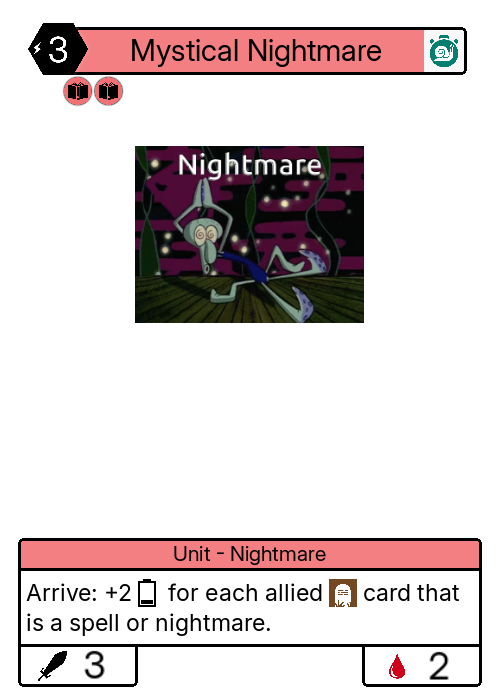 3 Mystical Nightmare
Nightmare
Unit - Nightmare
Arrive: +2 for each allied card that
is a spell or nightmare.
3 2